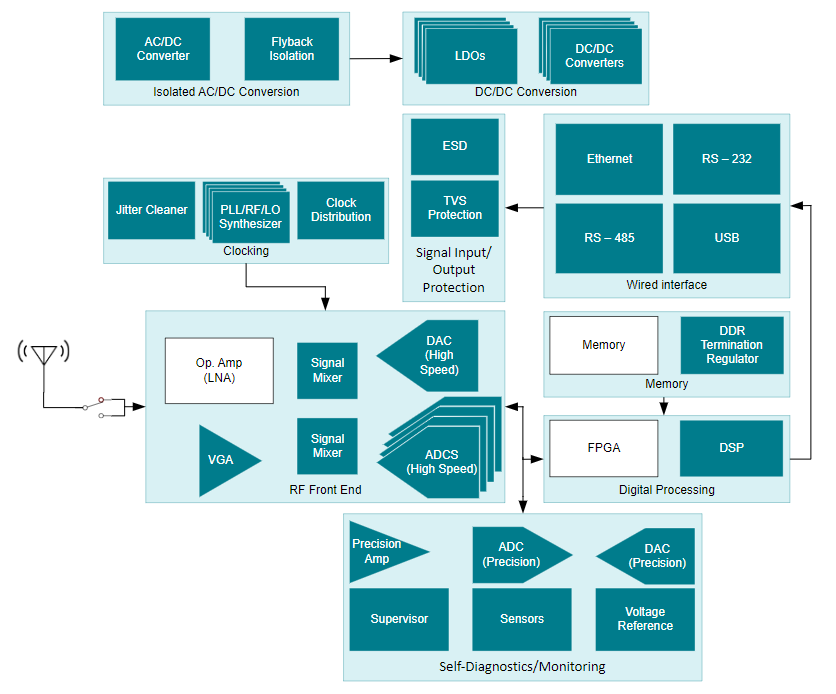 AC/DC
Converter
Flyback
Isolation
Isolated AC/DC Conversion
LDOs
DC/DC
Converters
DC/DC Conversion
ESD
TVS
Protection
Signal Input/
Output
Protection
Ethernet
RS – 232
RS – 485
USB
Wired interface
Jitter Cleaner
PLL/RF/LO
Synthesizer
Clock
Distribution
Clocking
Op. Amp
(LNA)
Signal
Mixer
DAC
(High
Speed)
VGA
Signal
Mixer
ADCS
(High Speed)
RF Front End
Memory
DDR
Termination
Regulator
Memory
FPGA
DSP
Digital Processing
Precision
Amp
ADC
(Precision)
DAC
(Precision)
Supervisor
Sensors
Voltage
Reference
Self-Diagnostics/Monitoring